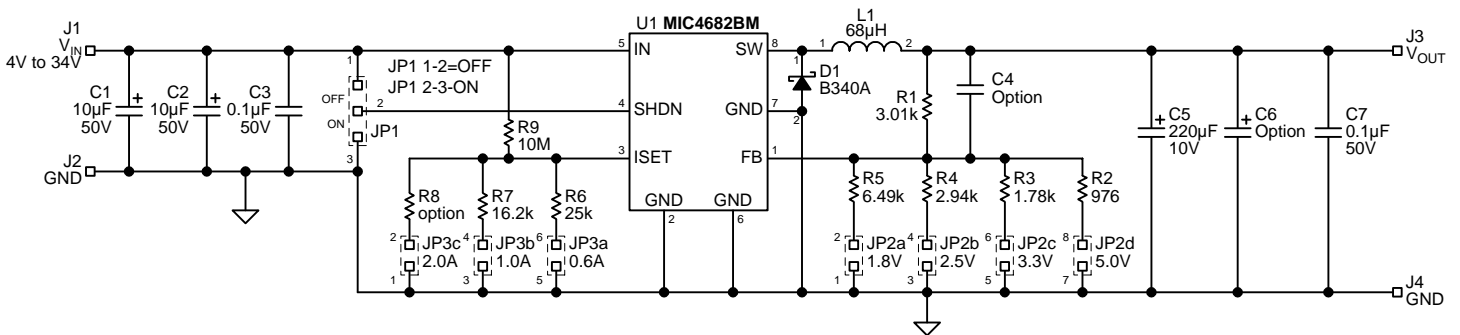 U1 MIC4682BM
J1
V_IN
4V to 34V
J2
GND
C1
10µF
50V
+
C2
10µF
50V
+
C3
0.1µF
50V
JP1 1-2=OFF
JP1 2-3-ON
1
OFF
2
ON
3
JP1
R9
10M
5
IN
4
SHDN
3
ISET
SW
8
GND
7
FB
1
GND
2
GND
6
R8
option
R7
16.2k
R6
25k
2
JP3c
2.0A
1
4
JP3b
1.0A
3
6
JP3a
0.6A
5
L1
68µH
1
2
1
D1
B340A
2
R1
3.01k
C4
Option
R5
6.49k
R4
2.94k
R3
1.78k
R2
976
2
JP2a
1.8V
1
4
JP2b
2.5V
3
6
JP2c
3.3V
5
8
JP2d
5.0V
7
+
C5
220µF
10V
+
C6
Option
C7
0.1µF
50V
J3
V_OUT
J4
GND